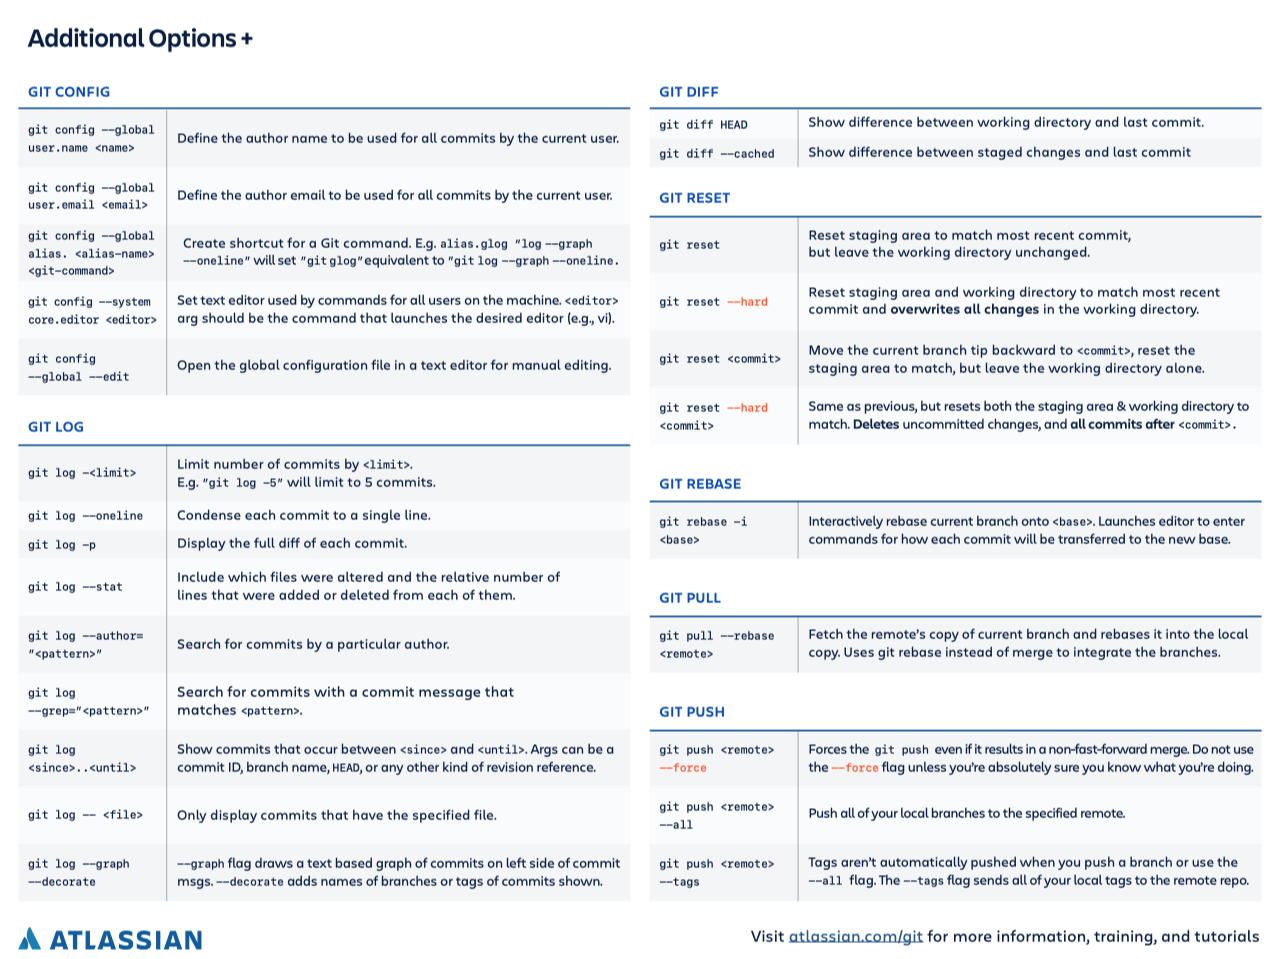 Additional Options +
GIT CONFIG
git config --global
user.name <name>
Define the author name to be used for all commits by the current user.
git config --global
user.email <email>
Define the author email to be used for all commits by the current user.
git config --global
alias. <alias-name>
<git-command>
Create shortcut for a Git command. E.g. alias.glog "log --graph
--oneline" will set "git glog" equivalent to "git log --graph --oneline.
git config --system
core.editor <editor>
Set text editor used by commands for all users on the machine. <editor>
arg should be the command that launches the desired editor (e.g., vi).
git config
--global --edit
Open the global configuration file in a text editor for manual editing.
GIT LOG
git log -<limit>
Limit number of commits by <limit>.
E.g. "git log -5" will limit to 5 commits.
git log --oneline
Condense each commit to a single line.
git log -p
Display the full diff of each commit.
git log --stat
Include which files were altered and the relative number of
lines that were added or deleted from each of them.
git log --author=
"<pattern>"
Search for commits by a particular author.
git log
--grep="<pattern>"
Search for commits with a commit message that
matches <pattern>.
git log
<since>..<until>
Show commits that occur between <since> and <until>. Args can be a
commit ID, branch name, HEAD, or any other kind of revision reference.
git log -- <file>
Only display commits that have the specified file.
git log --graph
--decorate
--graph flag draws a text based graph of commits on left side of commit
msgs. --decorate adds names of branches or tags of commits shown.
GIT DIFF
git diff HEAD
Show difference between working directory and last commit.
git diff --cached
Show difference between staged changes and last commit
GIT RESET
git reset
Reset staging area to match most recent commit,
but leave the working directory unchanged.
git reset --hard
Reset staging area and working directory to match most recent
commit and overwrites all changes in the working directory.
git reset <commit>
Move the current branch tip backward to <commit>, reset the
staging area to match, but leave the working directory alone.
git reset --hard
<commit>
Same as previous, but resets both the staging area & working directory to
match. Deletes uncommitted changes, and all commits after <commit>.
GIT REBASE
git rebase -i
<base>
Interactively rebase current branch onto <base>. Launches editor to enter
commands for how each commit will be transferred to the new base.
GIT PULL
git pull --rebase
<remote>
Fetch the remote's copy of current branch and rebases it into the local
copy. Uses git rebase instead of merge to integrate the branches.
GIT PUSH
git push <remote>
--force
Forces the git push even if it results in a non-fast-forward merge. Do not use
the --force flag unless you're absolutely sure you know what you're doing.
git push <remote>
--all
Push all of your local branches to the specified remote.
git push <remote>
--tags
Tags aren't automatically pushed when you push a branch or use the
--all flag. The --tags flag sends all of your local tags to the remote repo.
ATLASSIAN
Visit atlassian.com/git for more information, training, and tutorials